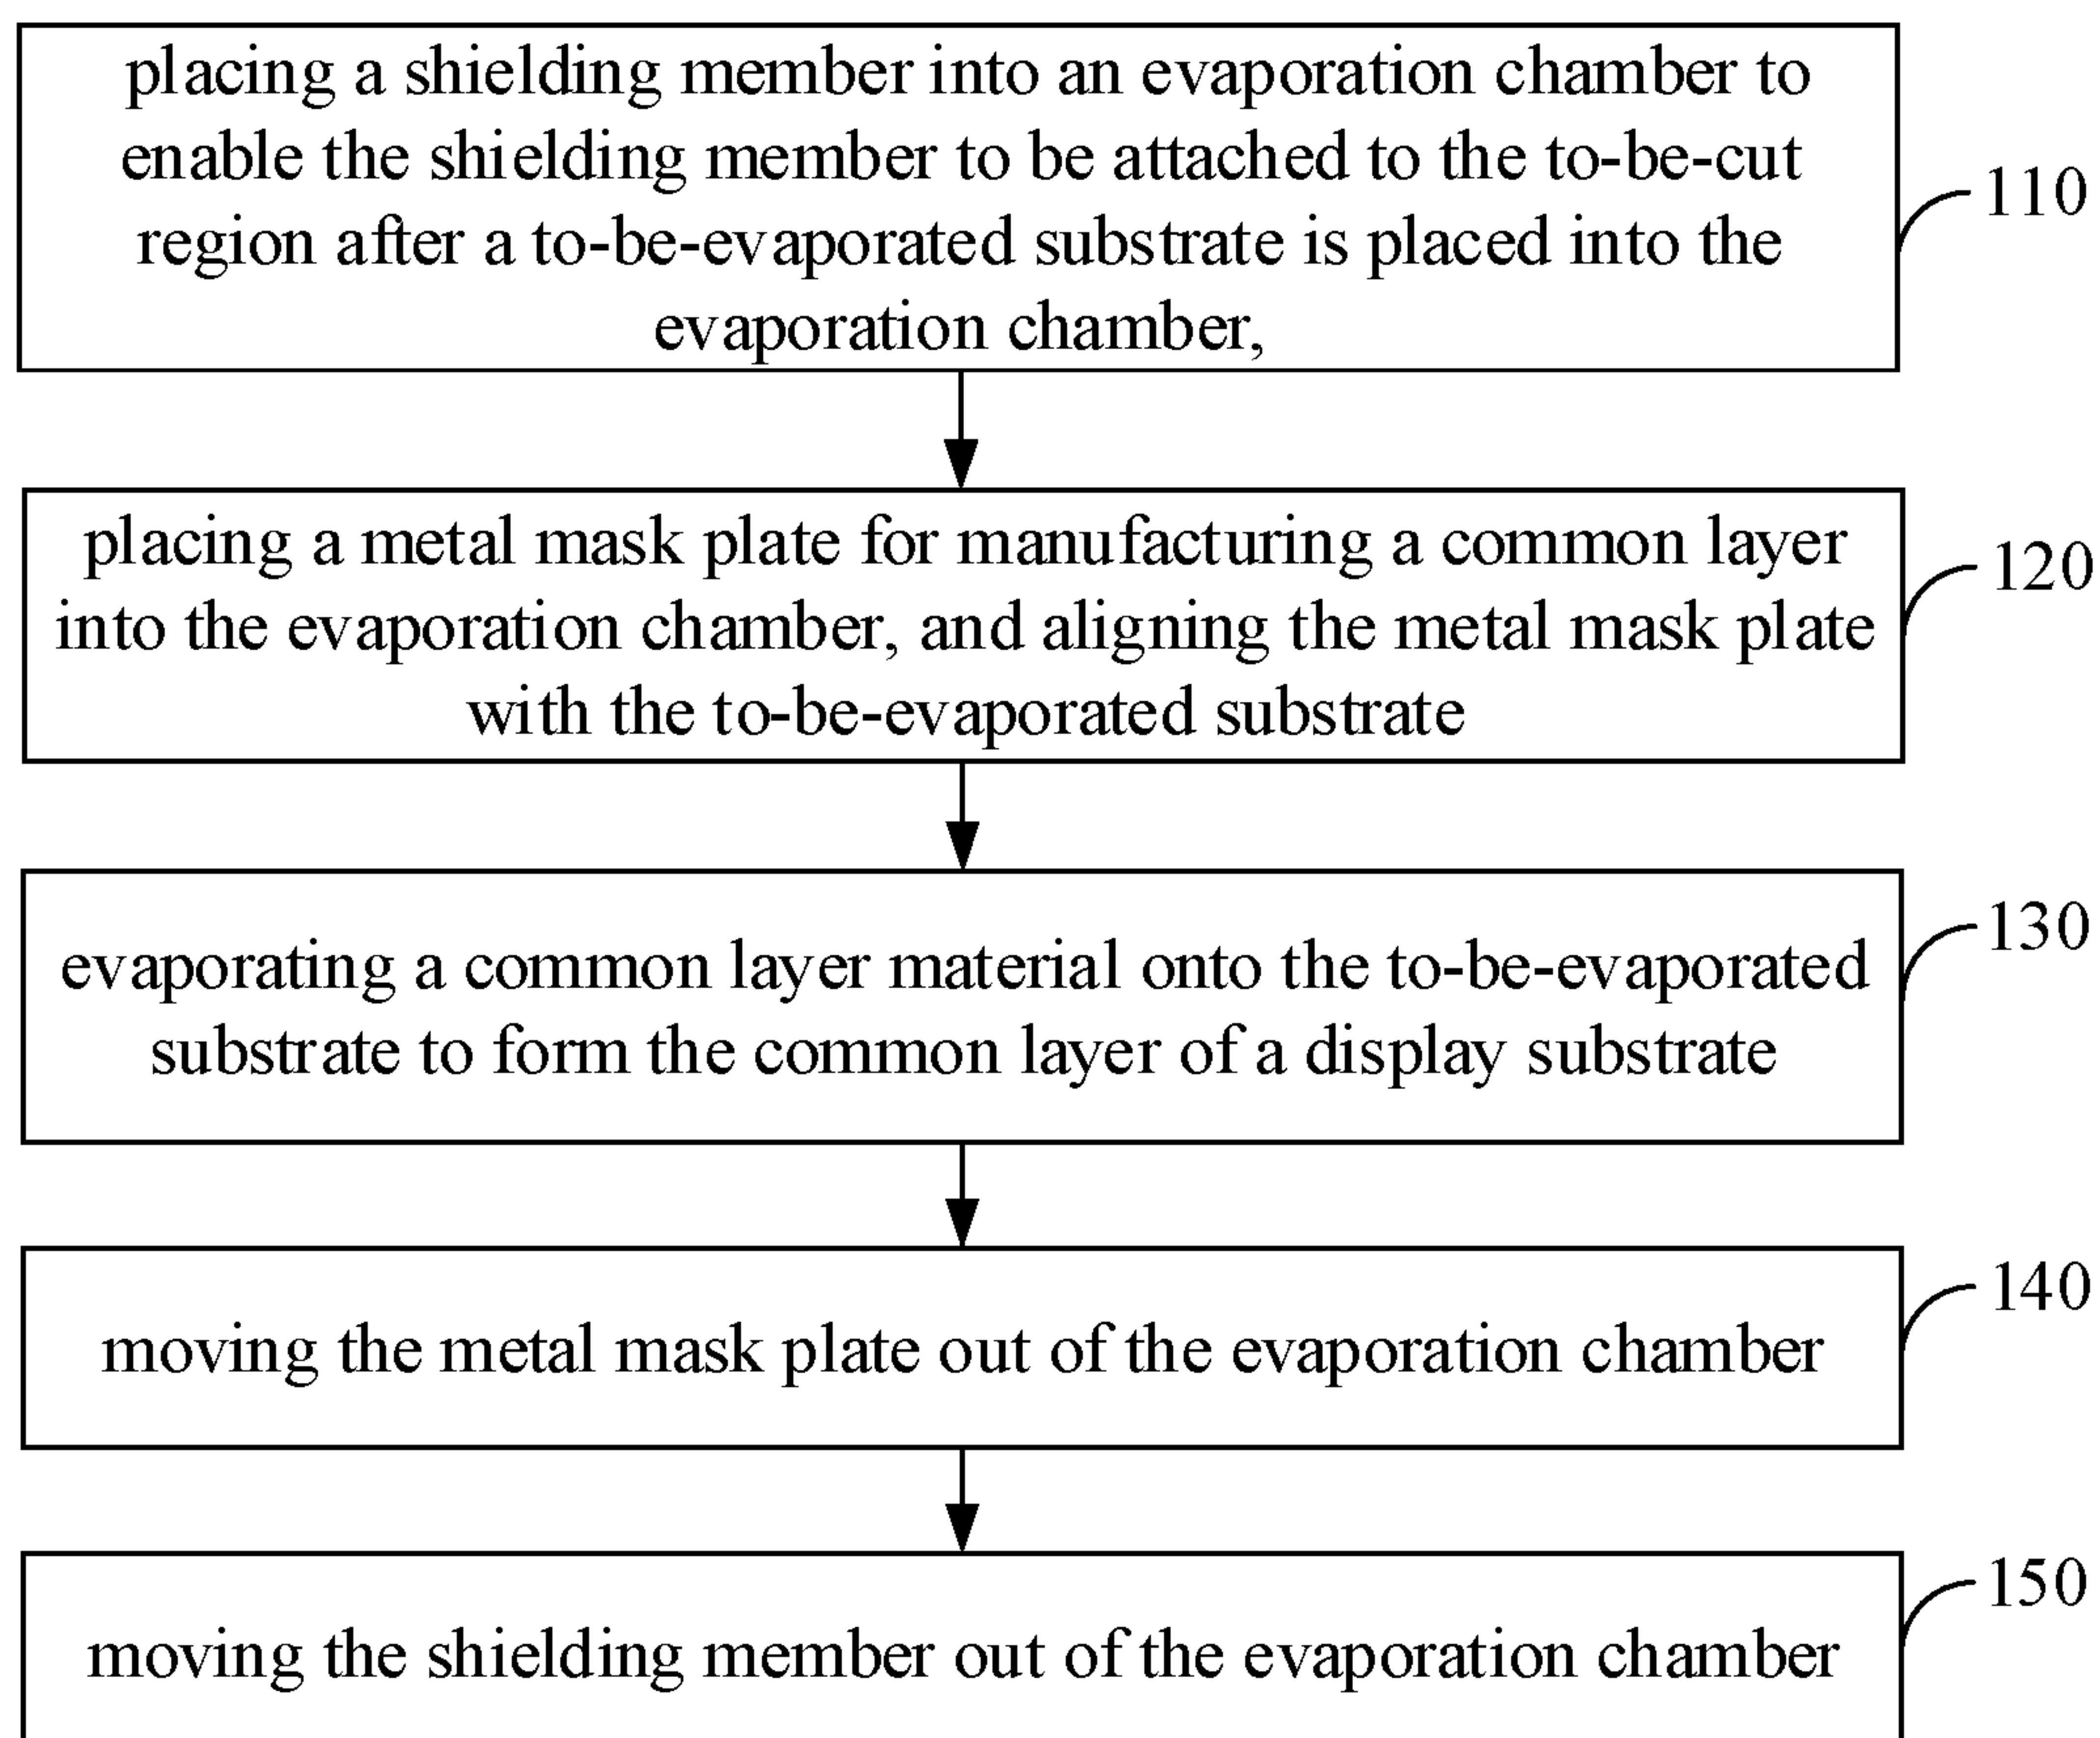 placing a shielding member into an evaporation chamber to
enable the shielding member to be attached to the to-be-cut
region after a to-be-evaporated substrate is placed into the
evaporation chamber,
110
placing a metal mask plate for manufacturing a common layer
into the evaporation chamber, and aligning the metal mask plate
with the to-be-evaporated substrate
120
evaporating a common layer material onto the to-be-evaporated
substrate to form the common layer of a display substrate
130
moving the metal mask plate out of the evaporation chamber
140
moving the shielding member out of the evaporation chamber
150